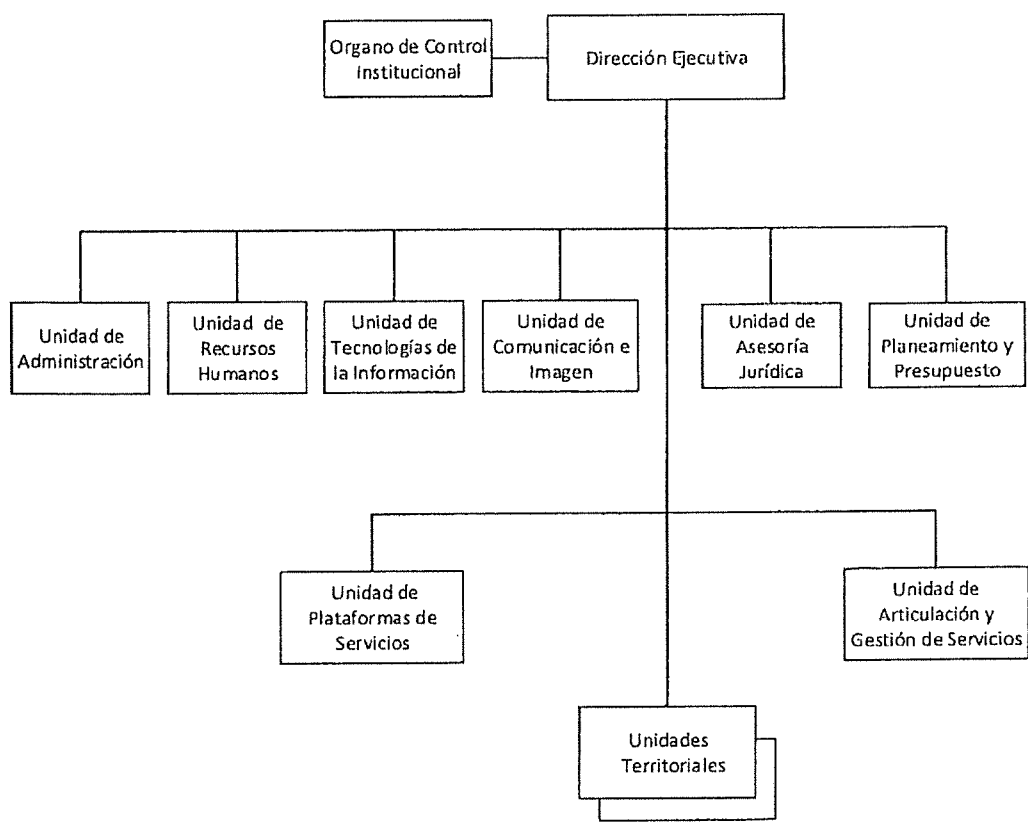 Organo de Control
Institucional
Dirección Ejecutiva
Unidad de
Administración
Unidad de
Recursos
Humanos
Unidad de
Tecnologías de
la Información
Unidad de
Comunicación e
Imagen
Unidad de
Asesoría
Jurídica
Unidad de
Planeamiento y
Presupuesto
Unidad de
Plataformas de
Servicios
Unidad de
Articulación y
Gestión de Servicios
Unidades
Territoriales